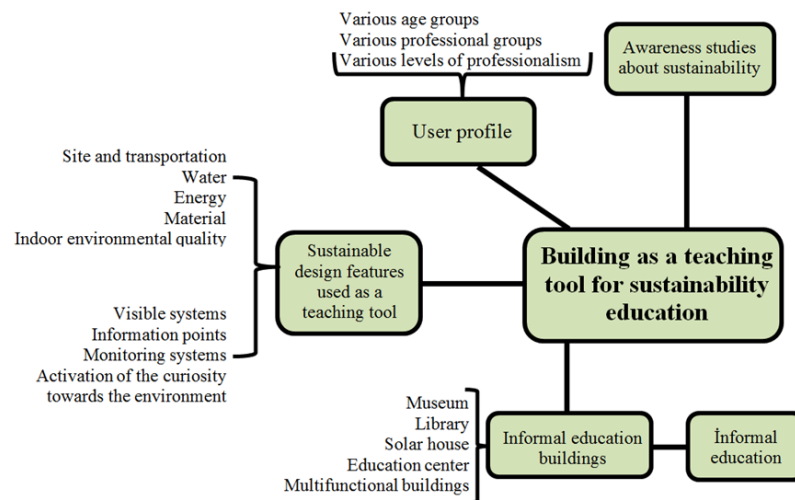 Various age groups
Various professional groups
Various levels of professionalism
User profile
Awareness studies
about sustainability
Site and transportation
Water
Energy
Material
Indoor environmental quality
Visible systems
Information points
Monitoring systems
Activation of the curiosity
towards the environment
Sustainable
design features
used as a
teaching tool
Building as a teaching
tool for sustainability
education
Museum
Library
Solar house
Education center
Multifunctional buildings
Informal education
buildings
İnformal
education